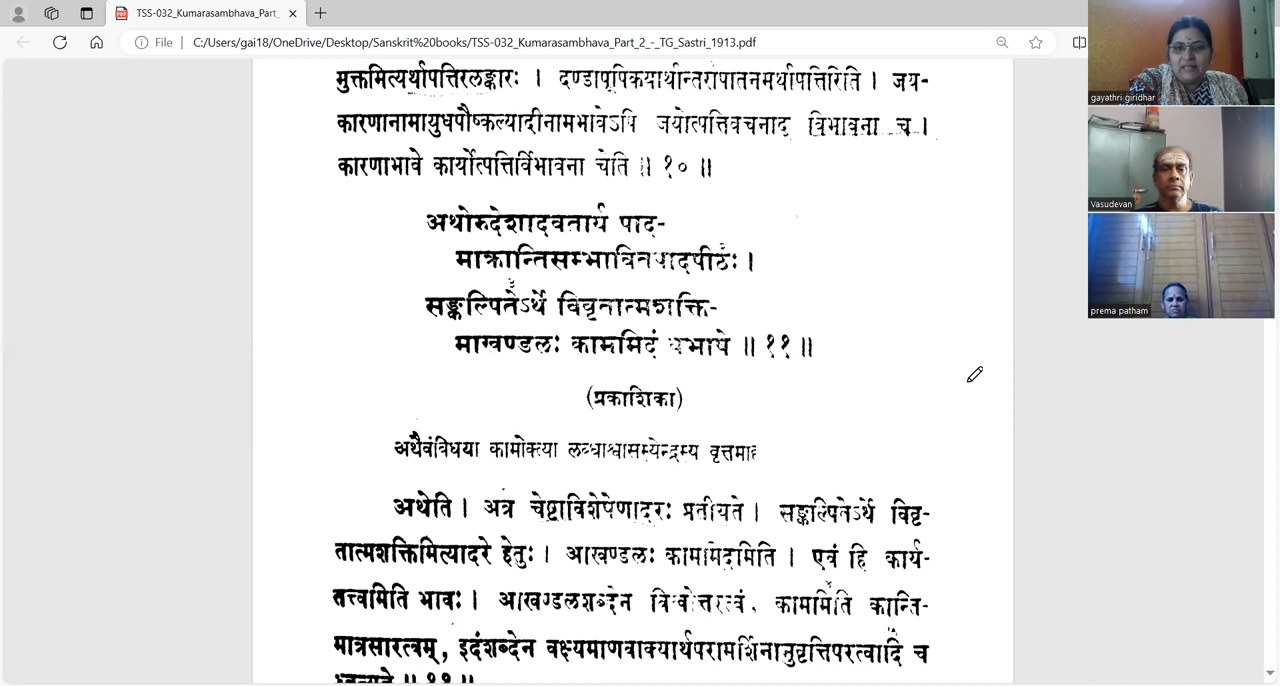 TSS-032_Kumarasambhava_Part_
File
C:/Users/gai18/OneDrive/Desktop/Sanskrit%20books/TSS-032_Kumarasambhava_Part_2_-_TG_Sastri_1913.pdf
मुक्तमित्यर्थापत्तिरलङ्कारः । दण्डापूपिकयार्थान्तरापातनमर्थापत्तिरिति । जय-
कारणानामायुधपौष्कल्यादीनामभावेऽपि जयोत्पत्तिवचनाद् विभावना च ।
कारणाभावे कार्योत्पत्तिर्विभावना चेति ॥ १० ॥
अथोरुदेशादवतार्य पाद-
माक्रान्तिसम्भावितपादपीठः ।
सङ्कल्पितेऽर्थे विवृतात्मशक्ति-
माखण्डलः काममिदं बभाषे ॥ ११ ॥
(प्रकाशिका)
अथैवंविधया कामोक्त्या लब्धाश्वासस्येन्द्रस्य वृत्तमाह
अथेति । अत्र चेष्टाविशेषेणादरः प्रतीयते । सङ्कल्पितेऽर्थे विवृ-
तात्मशक्तिमित्यादरे हेतुः । आखण्डलः काममिदमिति । एवं हि कार्य-
तत्त्वमिति भावः । आखण्डलशब्देन काममिति कान्ति-
मात्रसारत्वम्, इदंशब्देन वक्ष्यमाणवाक्यार्थपरामर्शिनानुवृत्तिपरत्वादि च
gayathri giridhar
Vasudevan
prema patham